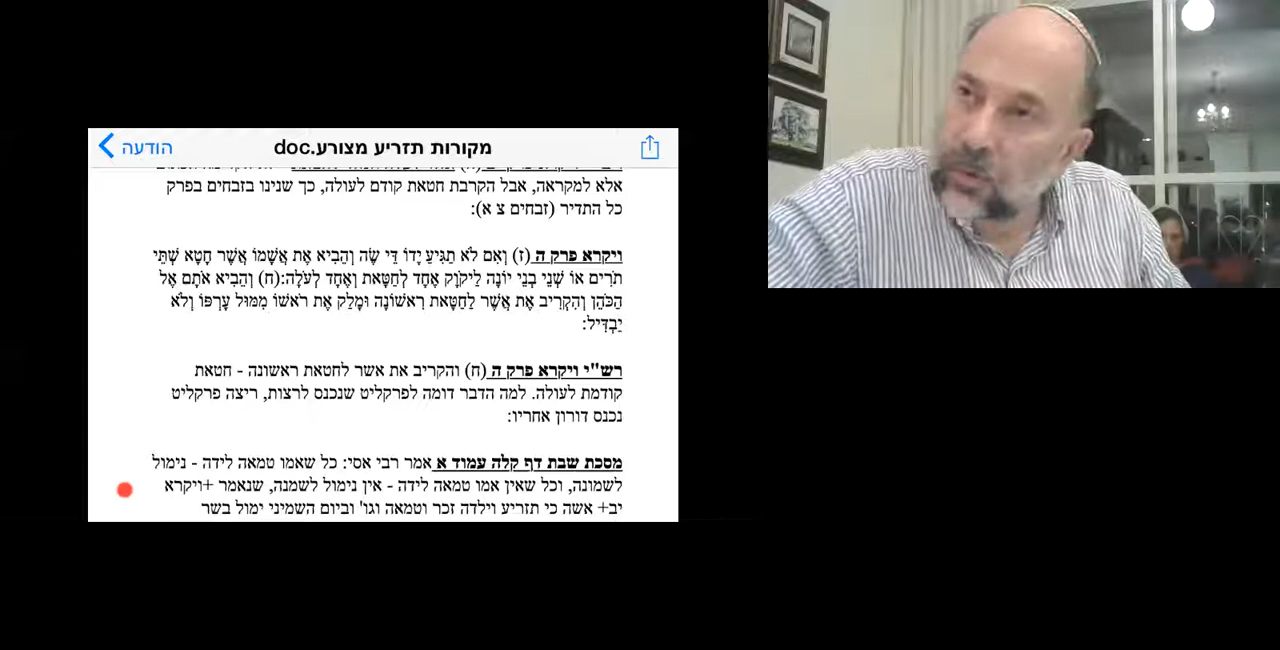 הודעה
מקורות תזריע מצורע.doc
אלא למקראה, אבל הקרבת חטאת קודם לעולה, כך שנינו בזבחים בפרק
כל התדיר (זבחים צ א):
ויקרא פרק ה (ז) וְאִם לֹא תַגִּיעַ יָדוֹ דֵּי שֶׂה וְהֵבִיא אֶת אֲשָׁמוֹ אֲשֶׁר חָטָא שְׁתֵּי
תֹרִים אוֹ שְׁנֵי בְנֵי יוֹנָה לַיקֹוָק אֶחָד לְחַטָּאת וְאֶחָד לְעֹלָה:(ח) וְהֵבִיא אֹתָם אֶל
הַכֹּהֵן וְהִקְרִיב אֶת אֲשֶׁר לַחַטָּאת רִאשׁוֹנָה וּמָלַק אֶת רֹאשׁוֹ מִמּוּל עָרְפּוֹ וְלֹא
יַבְדִּיל:
רש"י ויקרא פרק ה (ח) והקריב את אשר לחטאת ראשונה - חטאת
קודמת לעולה. למה הדבר דומה לפרקליט שנכנס לרצות, ריצה פרקליט
נכנס דורון אחריו:
מסכת שבת דף קלה עמוד א אמר רבי אסי: כל שאמו טמאה לידה - נימול
לשמונה, וכל שאין אמו טמאה לידה - אין נימול לשמנה, שנאמר +ויקרא
יב+ אשה כי תזריע וילדה זכר וטמאה וגו' וביום השמיני ימול בשר